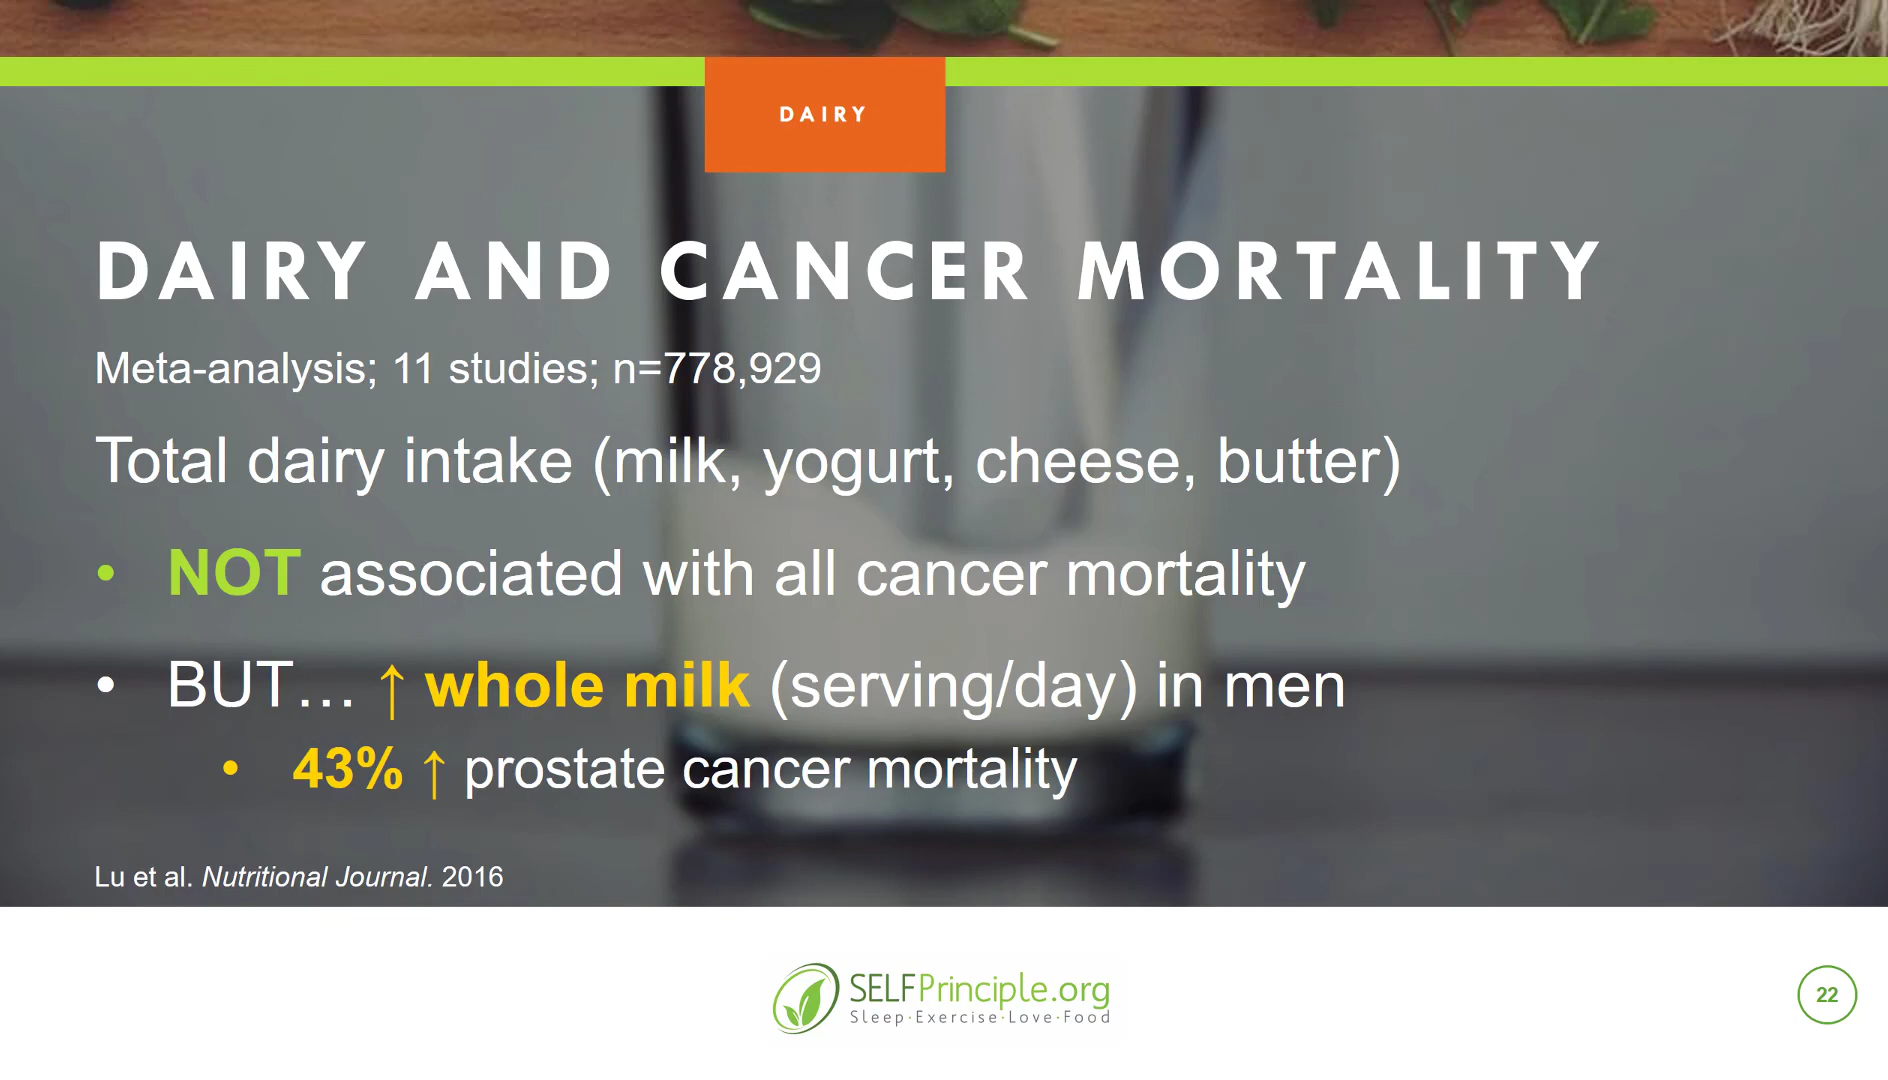 DAIRY
DAIRY AND CANCER MORTALITY
Meta-analysis; 11 studies; n=778,929
Total dairy intake (milk, yogurt, cheese, butter)
• NOT associated with all cancer mortality
• BUT… ↑ whole milk (serving/day) in men
• 43% ↑ prostate cancer mortality
Lu et al. Nutritional Journal. 2016
SELFPrinciple.org
Sleep·Exercise·Love·Food
22